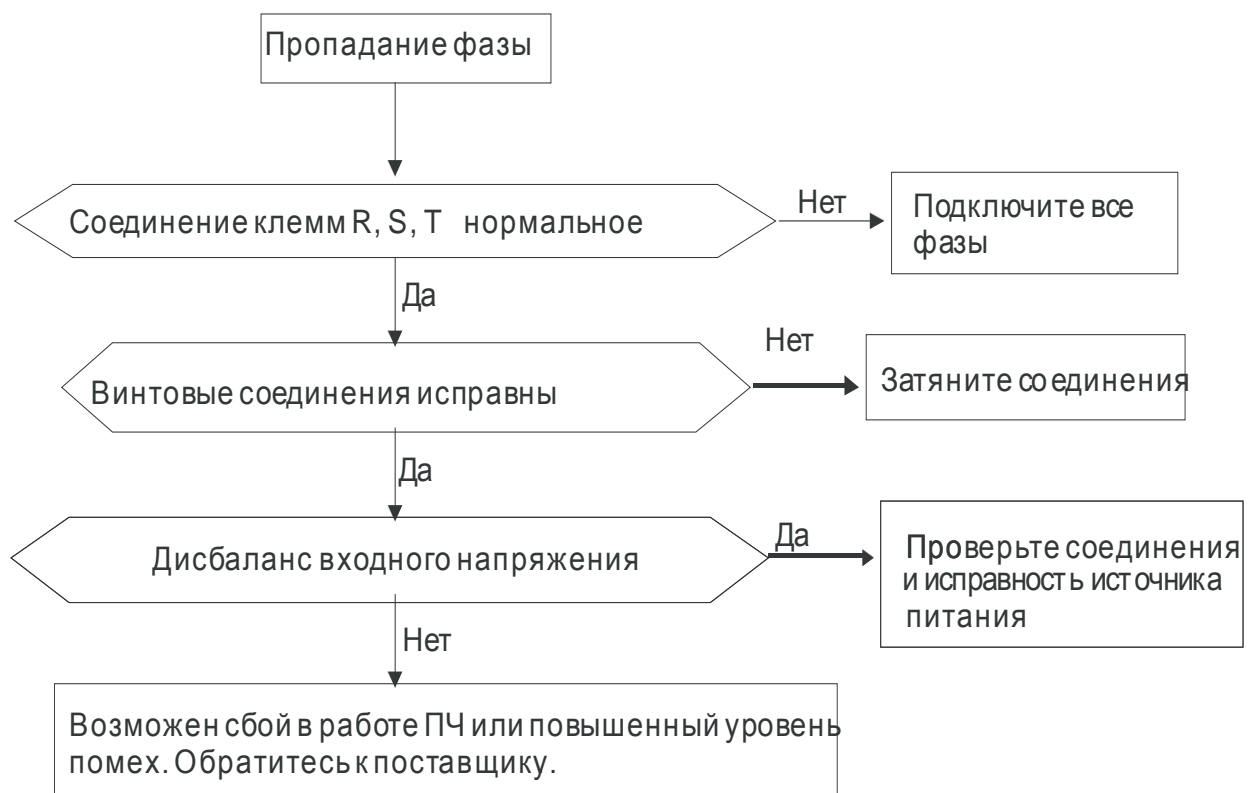 Пропадание фазы
Соединение клемм R, S, T нормальное
Нет
Подключите все
фазы
Да
Винтовые соединения исправны
Нет
Затяните соединения
Да
Дисбаланс входного напряжения
Да
Проверьте соединения
и исправность источника
питания
Нет
Возможен сбой в работе ПЧ или повышенный уровень
помех. Обратитесь к поставщику.